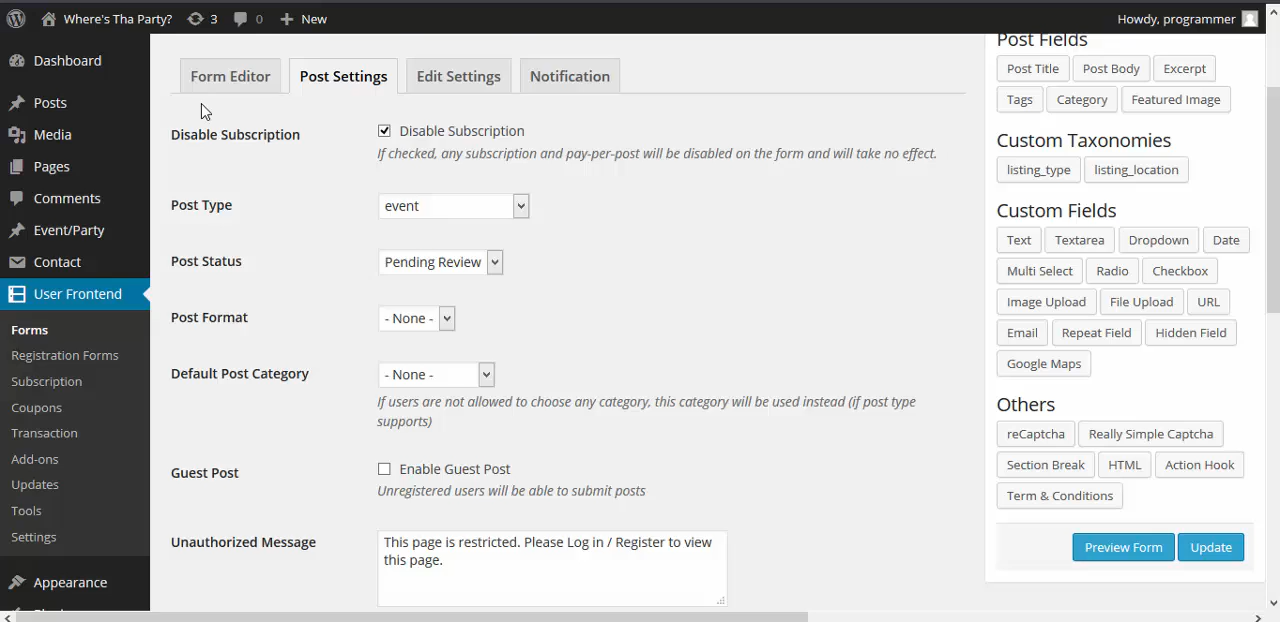 Where's Tha Party?
3
0
New
Howdy, programmer
Dashboard
Posts
Media
Pages
Comments
Event/Party
Contact
User Frontend
Forms
Registration Forms
Subscription
Coupons
Transaction
Add-ons
Updates
Tools
Settings
Appearance
Form Editor
Post Settings
Edit Settings
Notification
Disable Subscription
Disable Subscription
If checked, any subscription and pay-per-post will be disabled on the form and will take no effect.
Post Type
event
Post Status
Pending Review
Post Format
- None -
Default Post Category
- None -
If users are not allowed to choose any category, this category will be used instead (if post type
supports)
Guest Post
Enable Guest Post
Unregistered users will be able to submit posts
Unauthorized Message
This page is restricted. Please Log in / Register to view
this page.
Post Fields
Post Title
Post Body
Excerpt
Tags
Category
Featured Image
Custom Taxonomies
listing_type
listing_location
Custom Fields
Text
Textarea
Dropdown
Date
Multi Select
Radio
Checkbox
Image Upload
File Upload
URL
Email
Repeat Field
Hidden Field
Google Maps
Others
reCaptcha
Really Simple Captcha
Section Break
HTML
Action Hook
Term & Conditions
Preview Form
Update